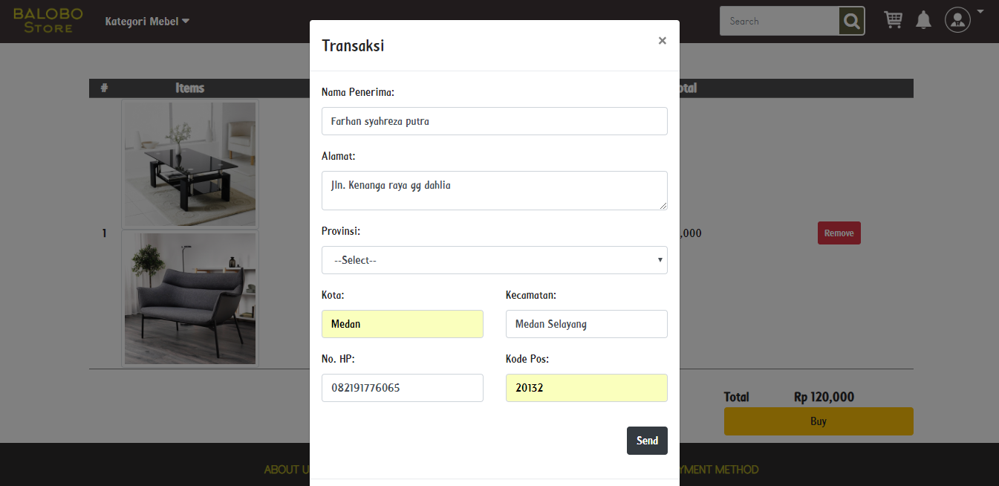 BALOBO
STORE
Kategori Mebel
Search
Transaksi
×
# Items
Nama Penerima:
Farhan syahreza putra
Alamat:
Jln. Kenanga raya gg dahlia
Provinsi:
1
,000
Remove
--Select--
Kota:
Kecamatan:
Medan
Medan Selayang
No. HP:
Kode Pos:
082191776065
20132
Total Rp 120,000
Buy
Send
ABOUT U
YMENT METHOD